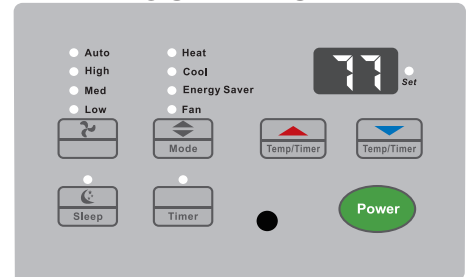 Auto
High
Med
Low
Heat
Cool
Energy Saver
Fan
77
Set
Mode
Temp/Timer
Temp/Timer
Sleep
Timer
Power